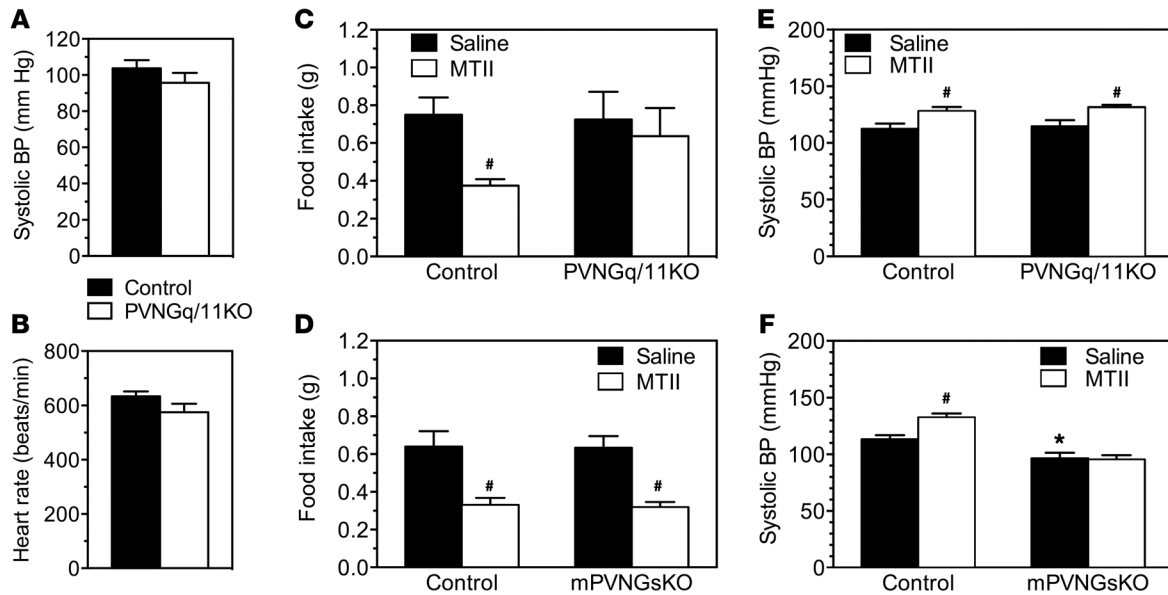 A
Systolic BP (mm Hg)
120
100
80
60
40
20
0
Control
PVNGq/11KO
B
Heart rate (beats/min)
800
600
400
200
0
C
Food intake (g)
1.2
1.0
0.8
0.6
0.4
0.2
0.0
Saline
MTII
#
Control PVNGq/11KO
D
Food intake (g)
1.2
1.0
0.8
0.6
0.4
0.2
0.0
Saline
MTII
# #
Control mPVNGsKO
E
Systolic BP (mmHg)
200
150
100
50
0
Saline
MTII
# #
Control PVNGq/11KO
F
Systolic BP (mmHg)
200
150
100
50
0
Saline
MTII
# *
Control mPVNGsKO